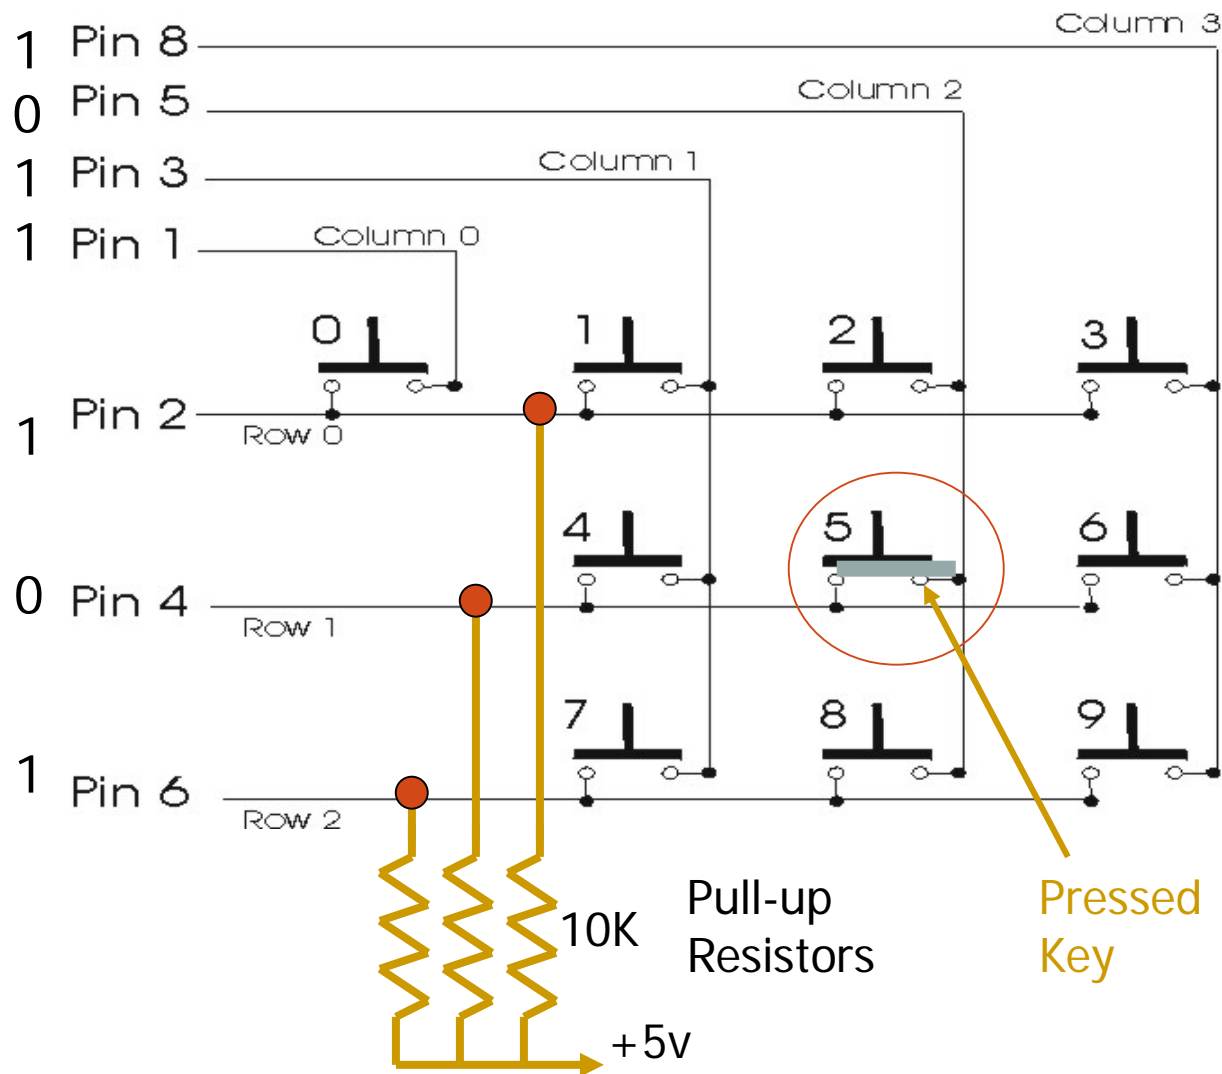 Column 3
1 Pin 8
Column 2
0 Pin 5
Column 1
1 Pin 3
1 Pin 1 Column 0
0 1 2 3
1 Pin 2
Row 0
4 5 6
0 Pin 4
Row 1
7 8 9
1 Pin 6
Row 2
10K
Pull-up
Resistors
Pressed
Key
+5v